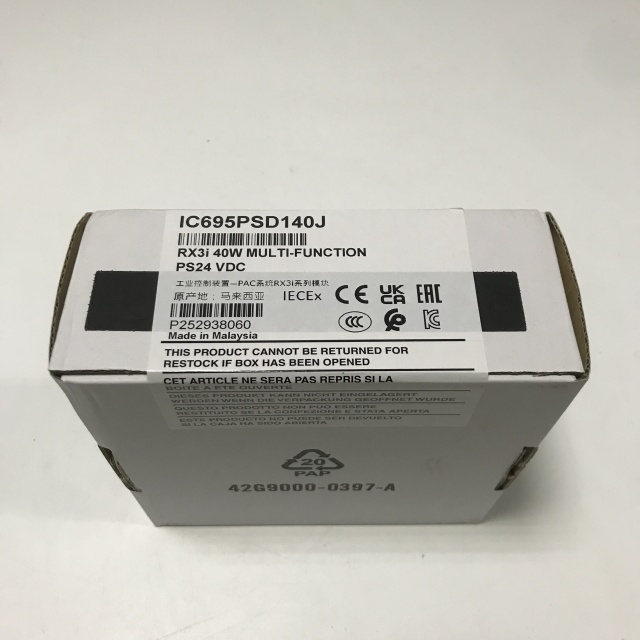 IC695PSD140J
RX3i 40W MULTI-FUNCTION
PS24 VDC
工业控制装置—PAC系统RX3i系列模块
原产地: 马来西亚 IECEx CE UKCA EAC
P252938060 CCC
Made in Malaysia
THIS PRODUCT CANNOT BE RETURNED FOR
RESTOCK IF BOX HAS BEEN OPENED
CET ARTICLE NE SERA PAS REPRIS SI LA
BOITE A ETE OUVERTE
DIESES PRODUKT KANN NICHT EINGELAGERT
WERDEN WENN DIE VERPACKUNG GEOFFNET WURDE
QUESTO PRODOTTO NON PUO ESSERE
RESTITUITO SE LA CONFEZIONE E STATA APERTA
ESTE PRODUCTO NO PUEDE SER DEVUELTO
SI LA CAJA HA SIDO ABIERTA
20
PAP
42G9000-0397-A